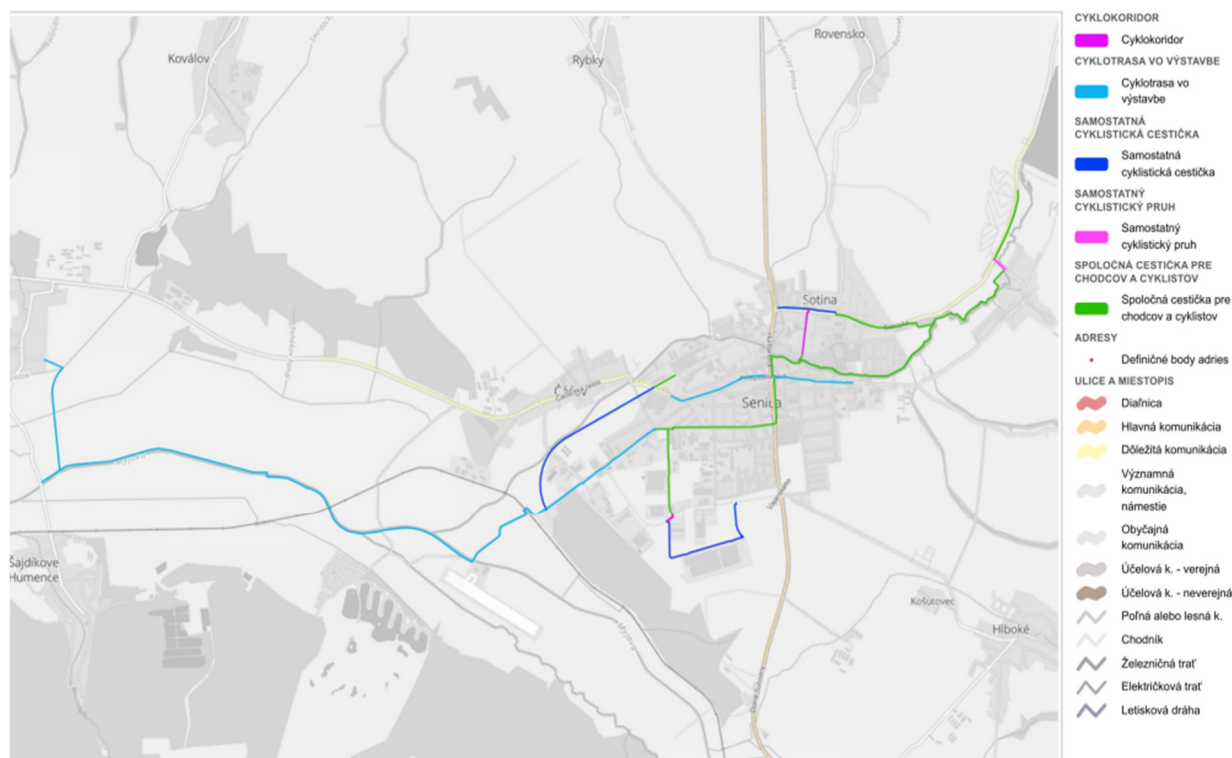 Koválov
Rybky
Rovensko
Sotina
Senica
Myjava
Myjava
Šajdíkove
Humence
Košútovec
Hlboké
CYKLOKORIDOR
Cyklokoridor
CYKLOTRASA VO VÝSTAVBE
Cyklotrasa vo
výstavbe
SAMOSTATNÁ
CYKLISTICKÁ CESTIČKA
Samostatná
cyklistická cestička
SAMOSTATNÝ
CYKLISTICKÝ PRUH
Samostatný
cyklistický pruh
SPOLOČNÁ CESTIČKA PRE
CHODCOV A CYKLISTOV
Spoločná cestička pre
chodcov a cyklistov
ADRESY
Definičné body adries
ULICE A MIESTOPIS
Diaľnica
Hlavná komunikácia
Dôležitá komunikácia
Významná
komunikácia,
námestie
Obyčajná
komunikácia
Účelová k. - verejná
Účelová k. - neverejná
Poľná alebo lesná k.
Chodník
Železničná trať
Električková trať
Letisková dráha